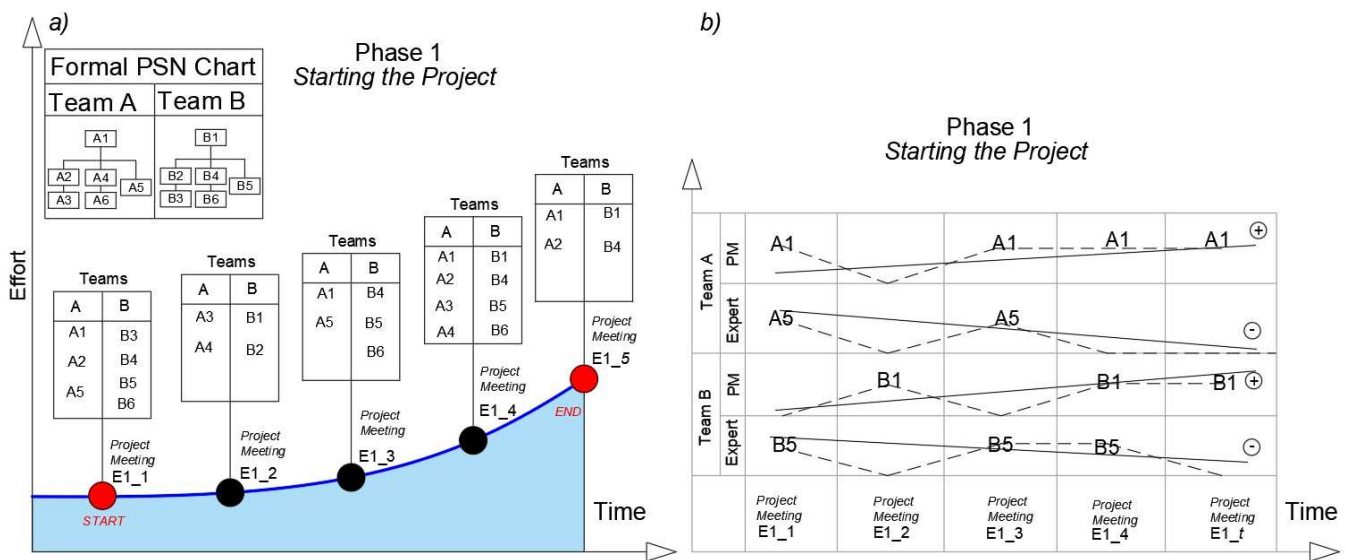 a)
Phase 1
Starting the Project
Formal PSN Chart
Team A Team B
A1 B1
A2 A4 A5 B2 B4 B5
A3 A6 B3 B6
Effort
Teams
A B
A1 B3
A2 B4
A5 B5
B6
Project
Meeting
E1_1
START
Teams
A B
A3 B1
A4 B2
Project
Meeting
E1_2
Teams
A B
A1 B4
A5 B5
B6
Project
Meeting
E1_3
Teams
A B
A1 B1
A2 B4
A3 B5
A4 B6
Project
Meeting
E1_4
Teams
A B
A1 B1
A2 B4
Project
Meeting
E1_5
END
Time
b)
Phase 1
Starting the Project
Team A
PM
A1 A1 A1 A1 +
Expert
A5 A5 -
Team B
PM
B1 B1 B1 +
Expert
B5 B5 B5 -
Project
Meeting
E1_1
Project
Meeting
E1_2
Project
Meeting
E1_3
Project
Meeting
E1_4
Project
Meeting
E1_t
Time